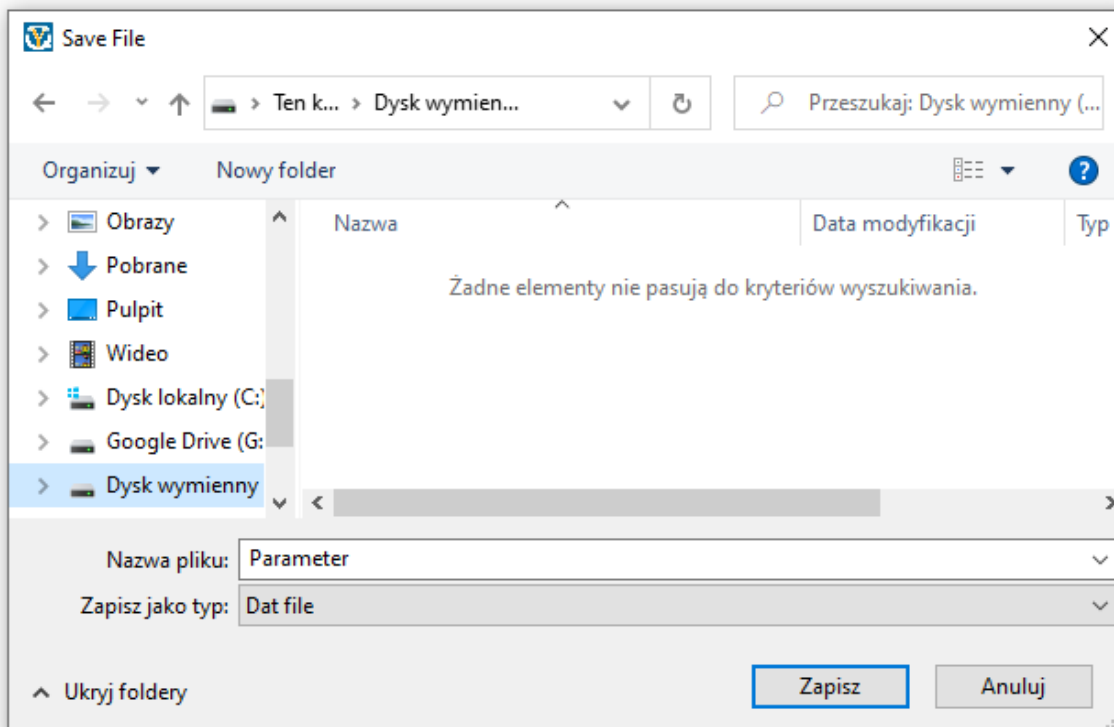 Save File
Ten k... > Dysk wymien...
Przeszukaj: Dysk wymienny (...
Organizuj Nowy folder
Nazwa Data modyfikacji Typ
Obrazy
Pobrane
Pulpit
Wideo
Dysk lokalny (C:)
Google Drive (G:
Dysk wymienny
Żadne elementy nie pasują do kryteriów wyszukiwania.
Nazwa pliku: Parameter
Zapisz jako typ: Dat file
Ukryj foldery Zapisz Anuluj